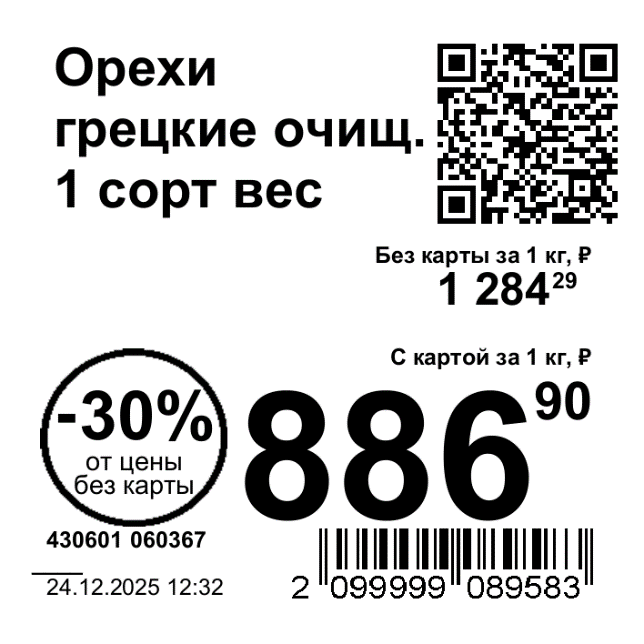 Орехи
грецкие очищ.
1 сорт вес
Без карты за 1 кг, ₽
1 284 29
С картой за 1 кг, ₽
-30%
от цены
без карты
886 90
430601 060367
24.12.2025 12:32
2 099999 089583